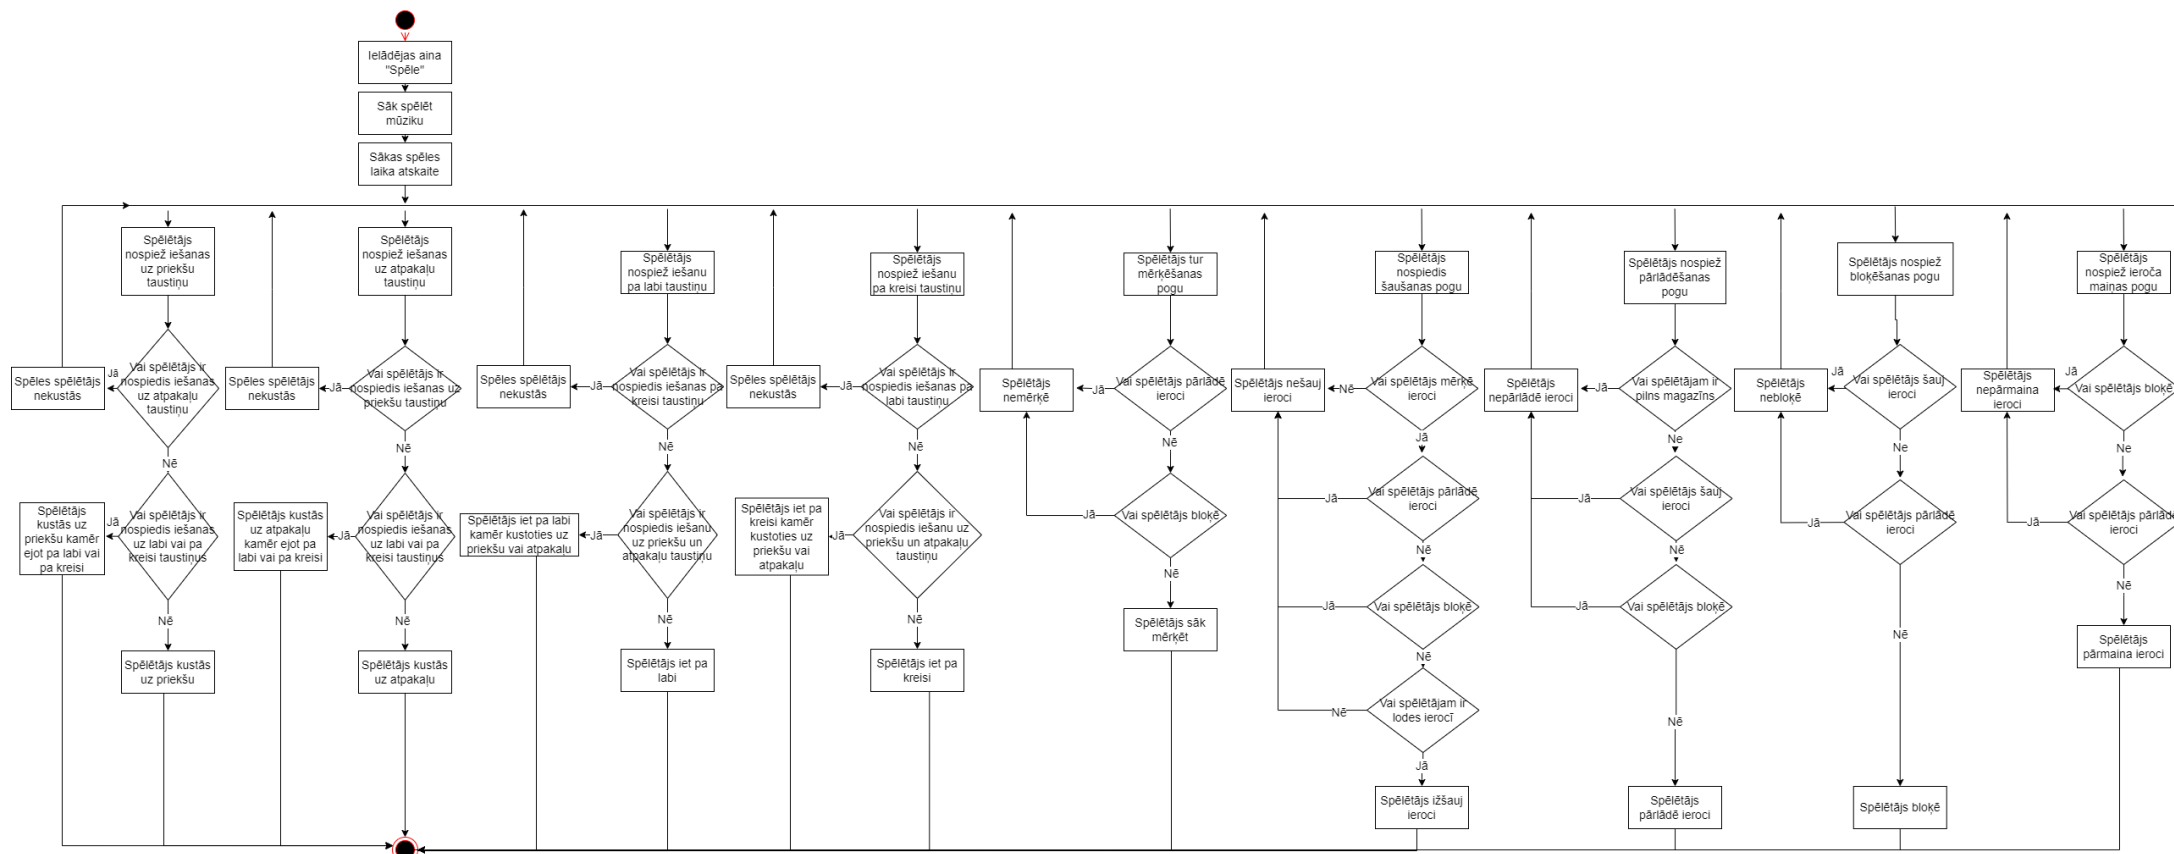 Ielādējas aina
"Spēle"
Sāk spēlēt
mūziku
Sākas spēles
laika atskaite
Spēlētājs
nospiež iešanas
uz priekšu
taustiņu
Vai spēlētājs ir
nospiedis iešanas
uz atpakaļu
taustiņu
Jā
Spēles spēlētājs
nekustās
Nē
Vai spēlētājs ir
nospiedis iešanas
uz labi vai pa
kreisi taustiņus
Jā
Spēlētājs
kustās uz
priekšu kamēr
ejot pa labi vai
pa kreisi
Nē
Spēlētājs kustās
uz priekšu
Spēlētājs
nospiež iešanas
uz atpakaļu
taustiņu
Vai spēlētājs ir
nospiedis iešanas uz
priekšu taustiņu
Jā
Spēles spēlētājs
nekustās
Nē
Vai spēlētājs ir
nospiedis iešanas
uz labi vai pa
kreisi taustiņus
Jā
Spēlētājs kustās
uz atpakaļu
kamēr ejot pa
labi vai pa kreisi
Nē
Spēlētājs kustās
uz atpakaļu
Spēlētājs
nospiež iešanu
pa labi taustiņu
Vai spēlētājs ir
nospiedis iešanas pa
kreisi taustiņu
Jā
Spēles spēlētājs
nekustās
Nē
Vai spēlētājs ir
nospiedis iešanu
uz priekšu un
atpakaļu taustiņu
Jā
Spēlētājs iet pa labi
kamēr kustoties uz
priekšu vai atpakaļu
Nē
Spēlētājs iet pa
labi
Spēlētājs
nospiež iešanu
pa kreisi taustiņu
Vai spēlētājs ir
nospiedis iešanas pa
labi taustiņu
Jā
Spēles spēlētājs
nekustās
Nē
Vai spēlētājs ir
nospiedis iešanu uz
priekšu un atpakaļu
taustiņu
Jā
Spēlētājs iet pa
kreisi kamēr
kustoties uz
priekšu vai
atpakaļu
Nē
Spēlētājs iet pa
kreisi
Spēlētājs tur
mērķēšanas
pogu
Vai spēlētājs pārlādē
ieroci
Jā
Spēlētājs
nemērķē
Nē
Vai spēlētājs bloķē
Jā
Nē
Spēlētājs sāk
mērķēt
Spēlētājs
nospiedis
šaušanas pogu
Vai spēlētājs mērķē
ieroci
Nē
Spēlētājs nešauj
ieroci
Jā
Vai spēlētājs pārlādē
ieroci
Jā
Nē
Vai spēlētājs bloķē
Jā
Nē
Vai spēlētājam ir
lodes ierocī
Nē
Jā
Spēlētājs ižšauj
ieroci
Spēlētājs nospiež
pārlādēšanas
pogu
Vai spēlētājam ir
pilns magazīns
Jā
Spēlētājs
nepārlādē ieroci
Ne
Vai spēlētājs šauj
ieroci
Jā
Nē
Vai spēlētājs bloķē
Jā
Nē
Spēlētājs
pārlādē ieroci
Spēlētājs nospiež
bloķēšanas pogu
Vai spēlētājs šauj
ieroci
Jā
Spēlētājs
nebloķē
Ne
Vai spēlētājs pārlādē
ieroci
Jā
Nē
Spēlētājs bloķē
Spēlētājs
nospiež ieroča
maiņas pogu
Vai spēlētājs bloķē
Jā
Spēlētājs
nepārmaina
ieroci
Ne
Vai spēlētājs pārlādē
ieroci
Jā
Nē
Spēlētājs
pārmaina ieroci